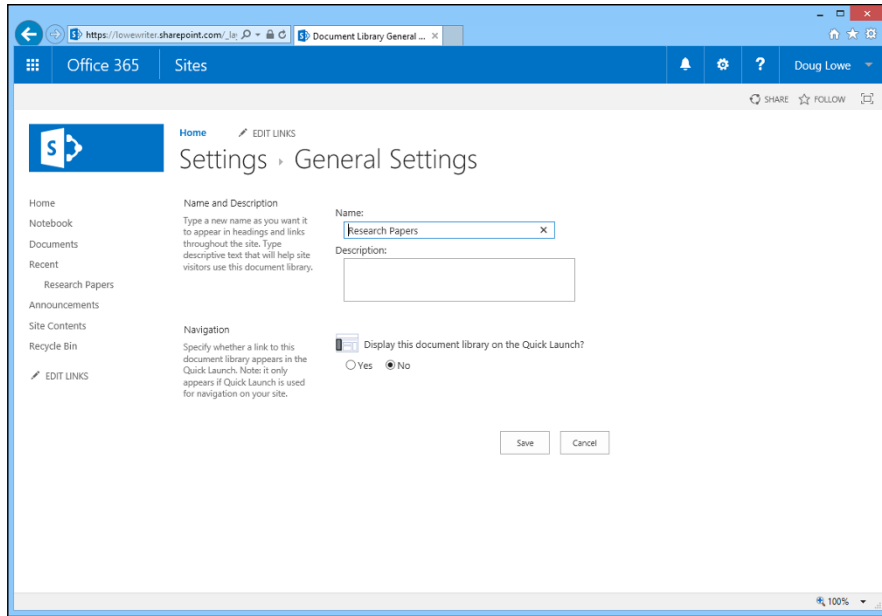 https://lowewriter.sharepoint.com/_la
Document Library General ...
Office 365
Sites
?
Doug Lowe
SHARE
FOLLOW
S
Home
EDIT LINKS
Settings › General Settings
Home
Notebook
Documents
Recent
Research Papers
Announcements
Site Contents
Recycle Bin
EDIT LINKS
Name and Description
Type a new name as you want it
to appear in headings and links
throughout the site. Type
descriptive text that will help site
visitors use this document library.
Name:
Research Papers
Description:
Navigation
Specify whether a link to this
document library appears in the
Quick Launch. Note: it only
appears if Quick Launch is used
for navigation on your site.
Display this document library on the Quick Launch?
Yes
No
Save
Cancel
100%